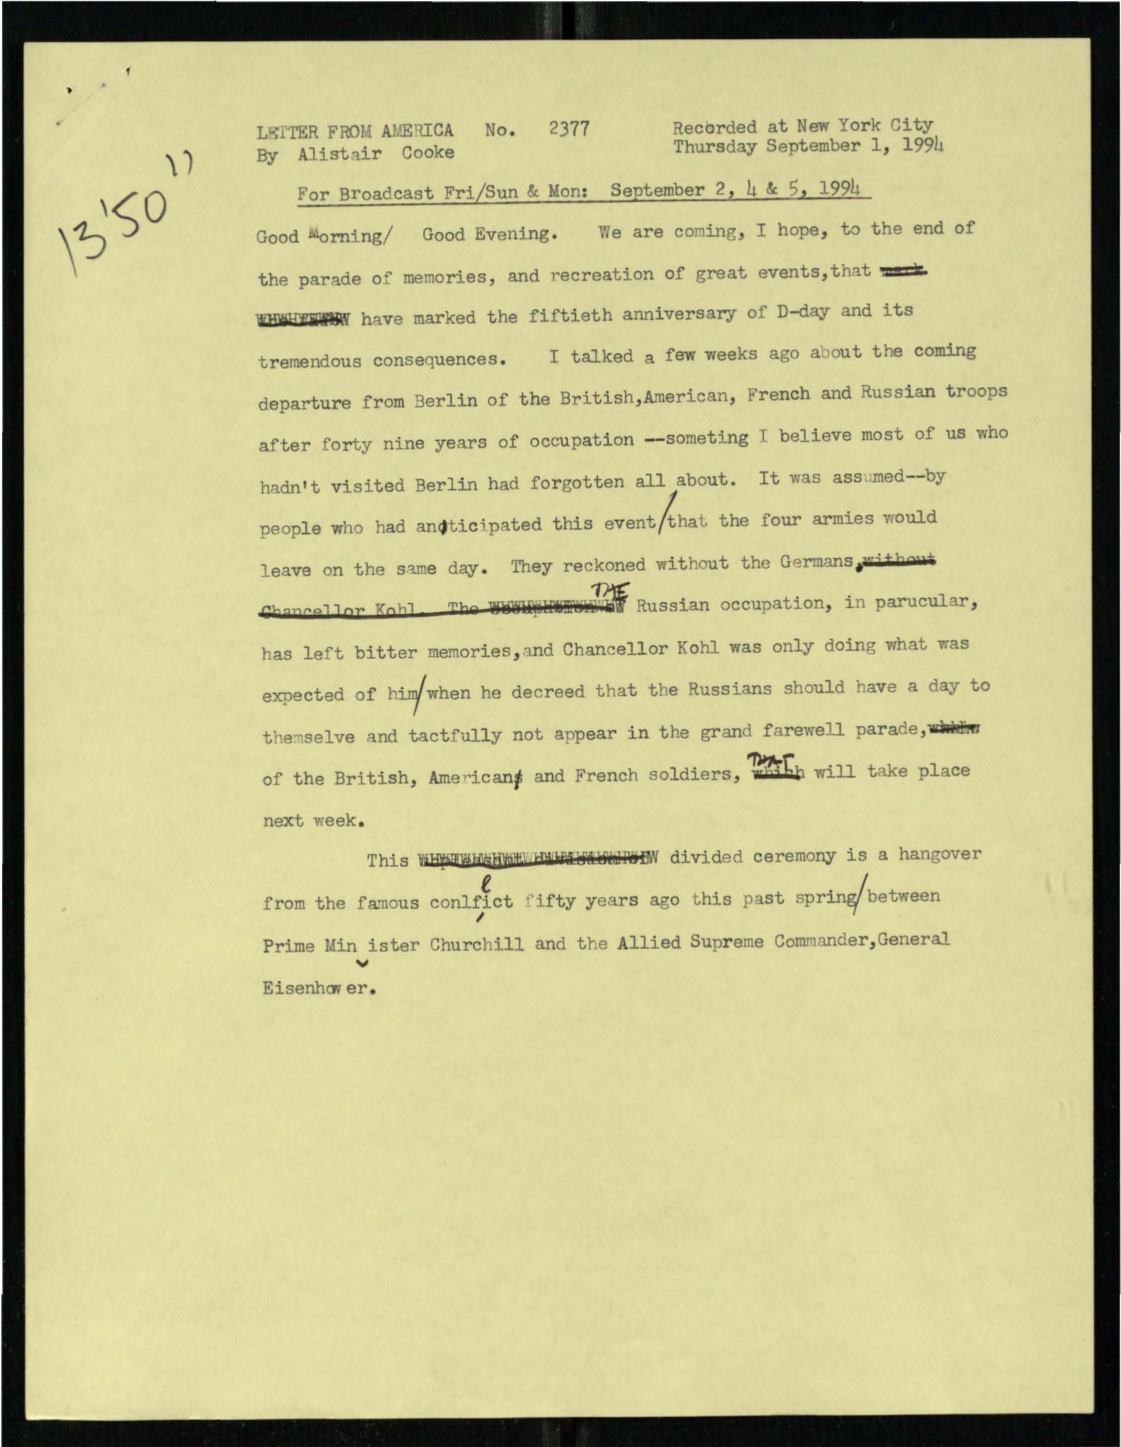 LETTER FROM AMERICA No. 2377 Recorded at New York City
By Alistair Cooke Thursday September 1, 1994
13'50"
For Broadcast Fri/Sun & Mon: September 2, 4 & 5, 1994
Good Morning/ Good Evening. We are coming, I hope, to the end of
the parade of memories, and recreation of great events,that mark
have marked the fiftieth anniversary of D-day and its
tremendous consequences. I talked a few weeks ago about the coming
departure from Berlin of the British,American, French and Russian troops
after forty nine years of occupation --someting I believe most of us who
hadn't visited Berlin had forgotten all about. It was assumed--by
people who had andticipated this event/that the four armies would
leave on the same day. They reckoned without the Germans,without
Chancellor Kohl. The THE Russian occupation, in parucular,
has left bitter memories,and Chancellor Kohl was only doing what was
expected of him/when he decreed that the Russians should have a day to
themselve and tactfully not appear in the grand farewell parade,
of the British, Americans and French soldiers, which THAT will take place
next week.
This divided ceremony is a hangover
from the famous conlfict fifty years ago this past spring/between
Prime Min ister Churchill and the Allied Supreme Commander,General
Eisenhower.